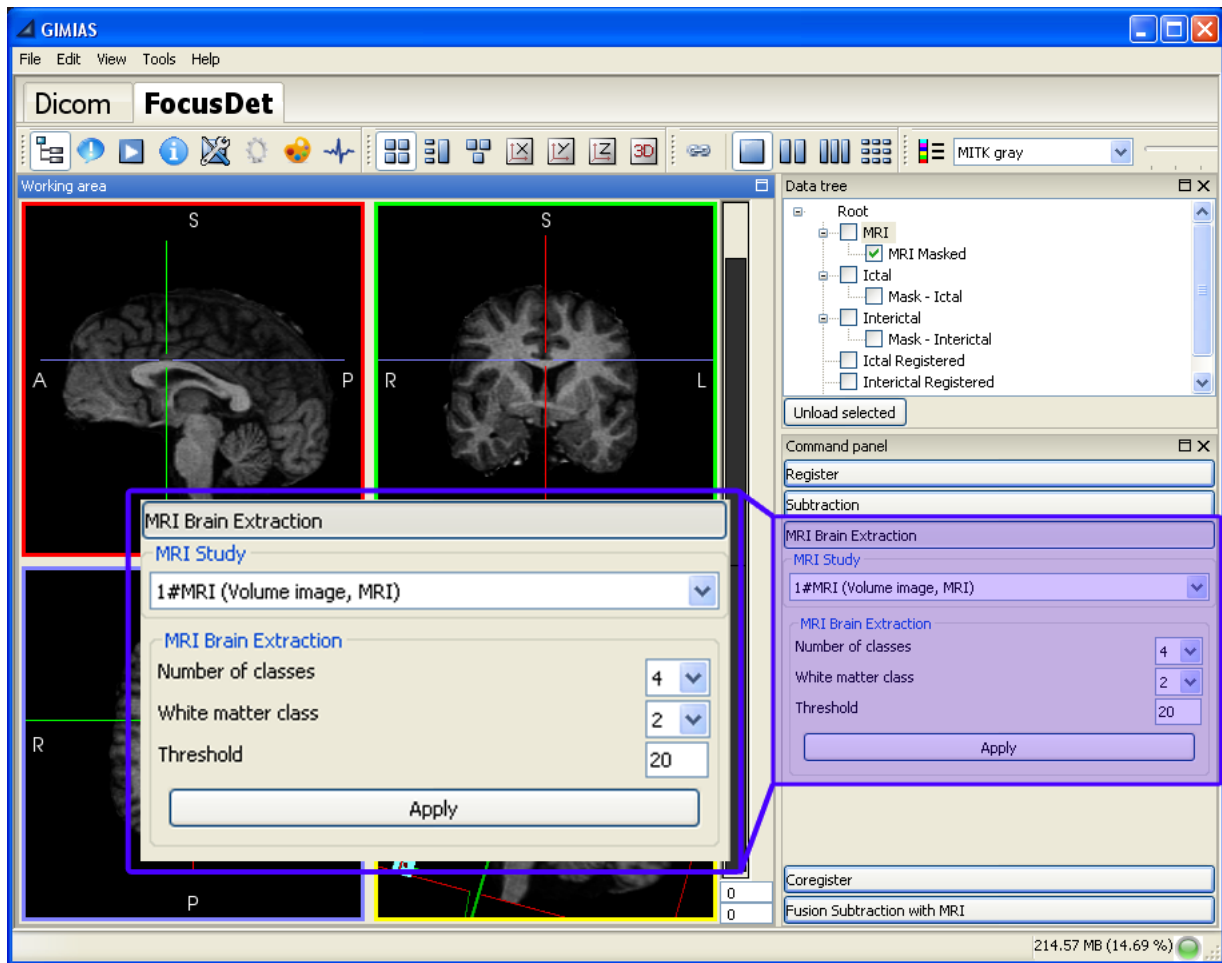 GIMIAS
File Edit View Tools Help
Dicom FocusDet
3D
MITK gray
Working area
S
A
P
S
R
L
R
P
0
0
Data tree
Root
MRI
MRI Masked
Ictal
Mask - Ictal
Interictal
Mask - Interictal
Ictal Registered
Interictal Registered
Unload selected
Command panel
Register
Subtraction
MRI Brain Extraction
MRI Study
1#MRI (Volume image, MRI)
MRI Brain Extraction
Number of classes 4
White matter class 2
Threshold 20
Apply
MRI Brain Extraction
MRI Study
1#MRI (Volume image, MRI)
MRI Brain Extraction
Number of classes 4
White matter class 2
Threshold 20
Apply
Coregister
Fusion Subtraction with MRI
214.57 MB (14.69 %)